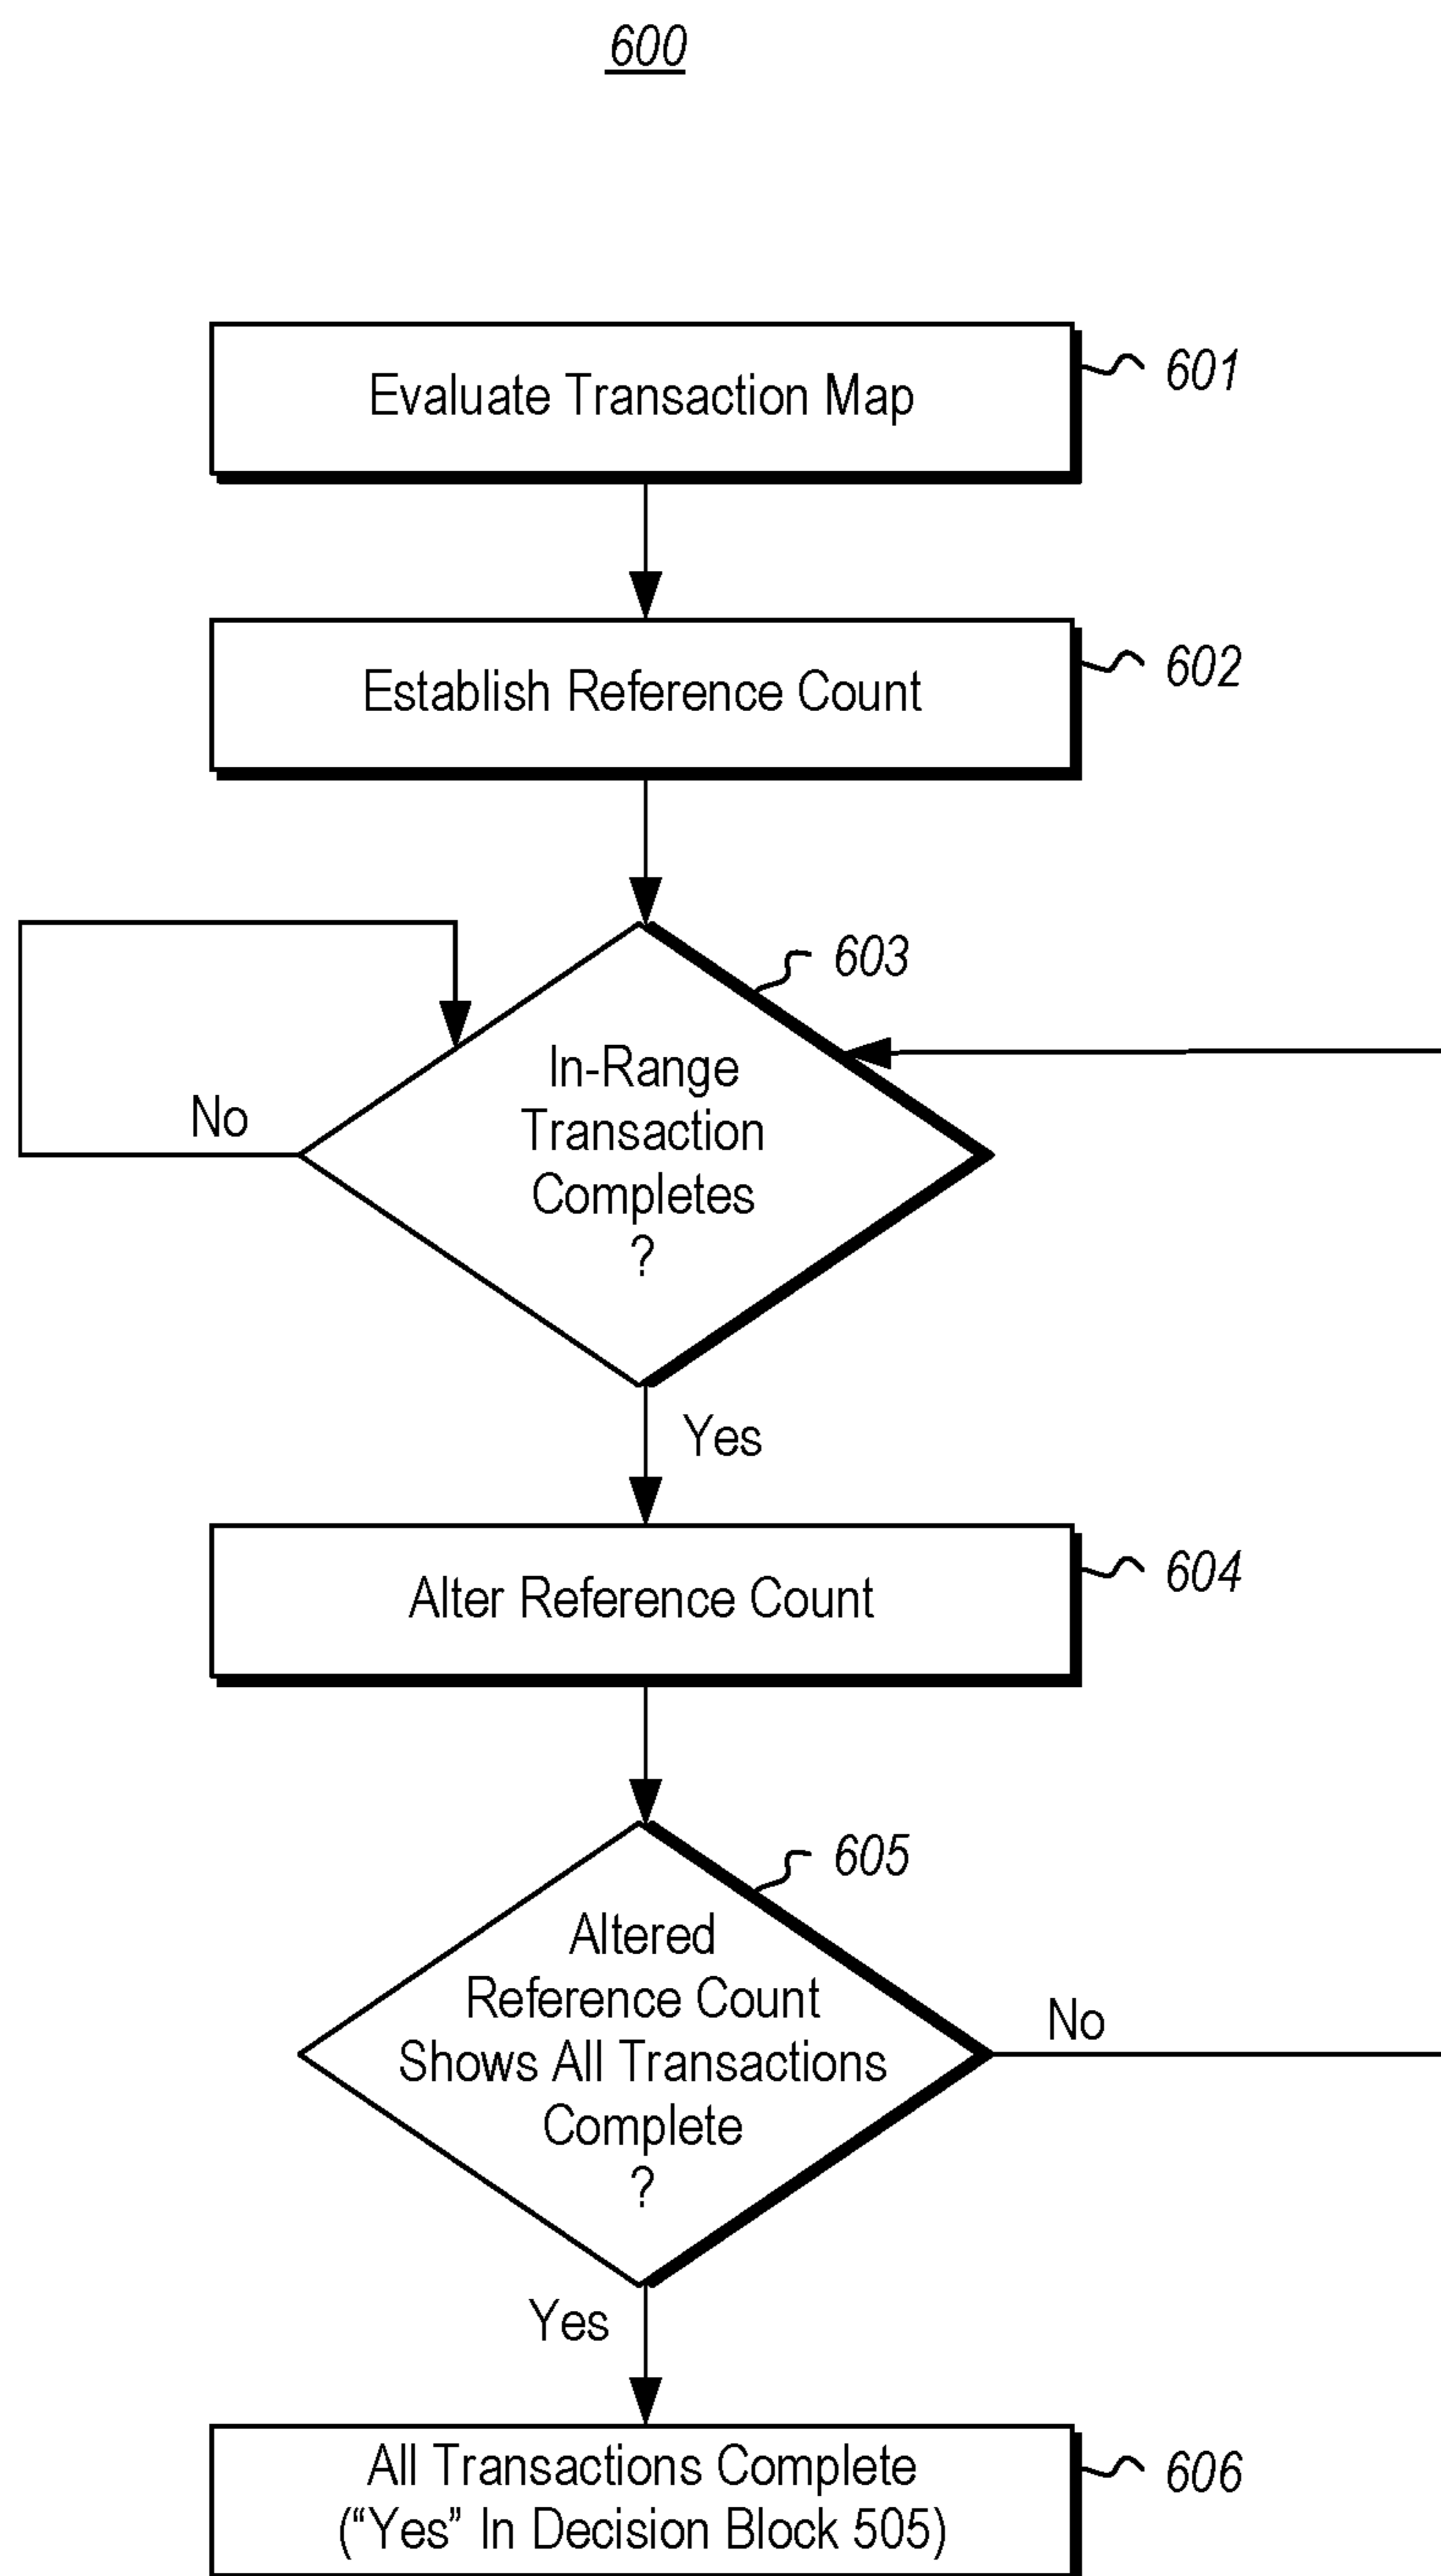 600
Evaluate Transaction Map
601
Establish Reference Count
602
603
In-Range
Transaction
Completes
?
No
Yes
Alter Reference Count
604
605
Altered
Reference Count
Shows All Transactions
Complete
?
No
Yes
All Transactions Complete
(“Yes” In Decision Block 505)
606